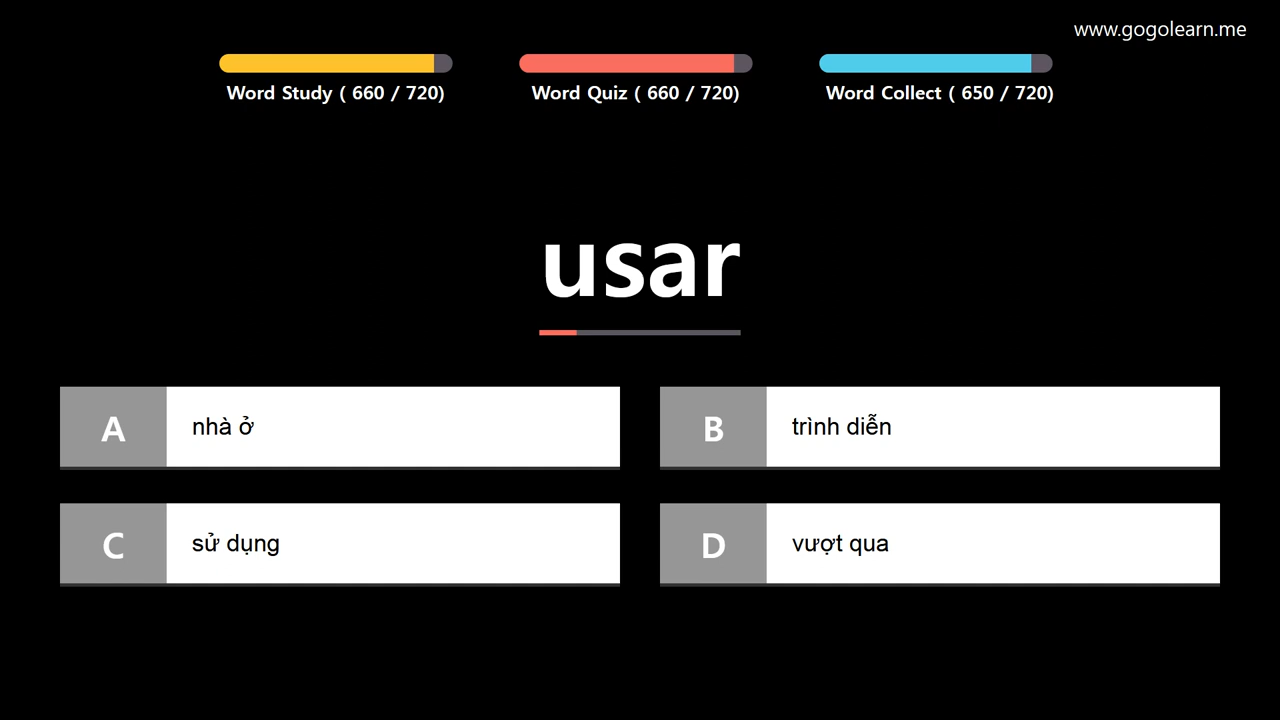 www.gogolearn.me
Word Study ( 660 / 720)
Word Quiz ( 660 / 720)
Word Collect ( 650 / 720)
usar
A
nhà ở
B
trình diễn
C
sử dụng
D
vượt qua